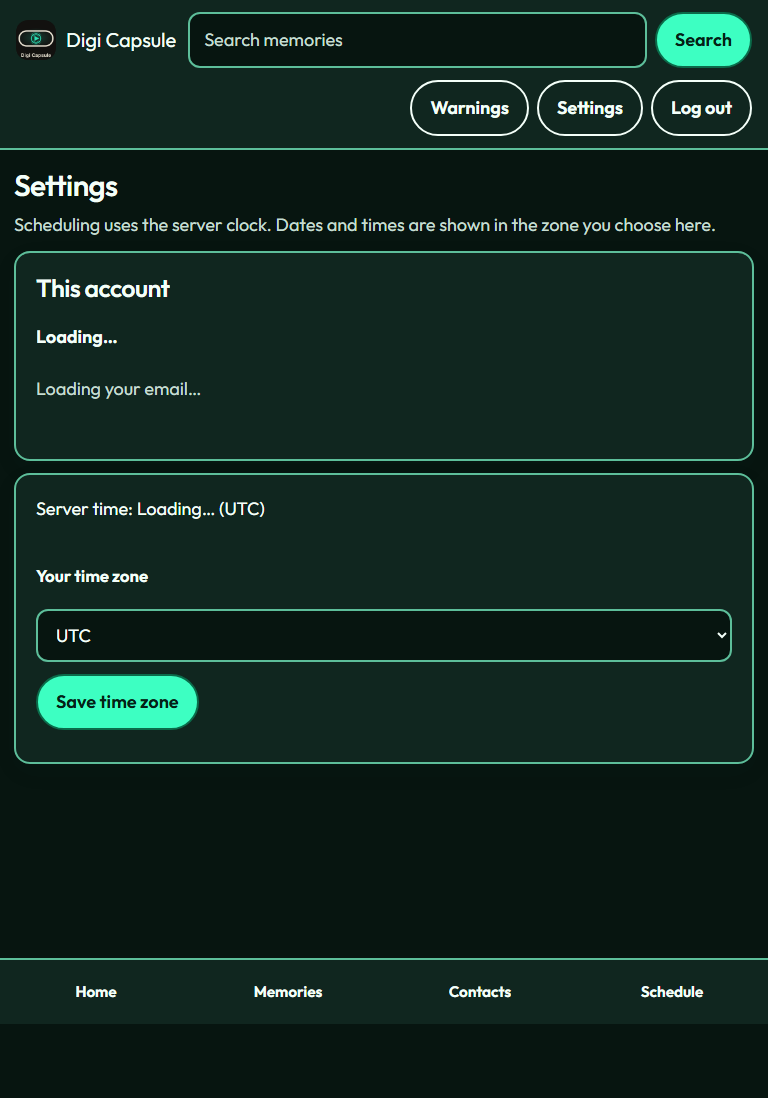 Digi Capsule
Digi Capsule
Search memories
Search
Warnings
Settings
Log out
Settings
Scheduling uses the server clock. Dates and times are shown in the zone you choose here.
This account
Loading...
Loading your email...
Server time: Loading... (UTC)
Your time zone
UTC
Save time zone
Home
Memories
Contacts
Schedule